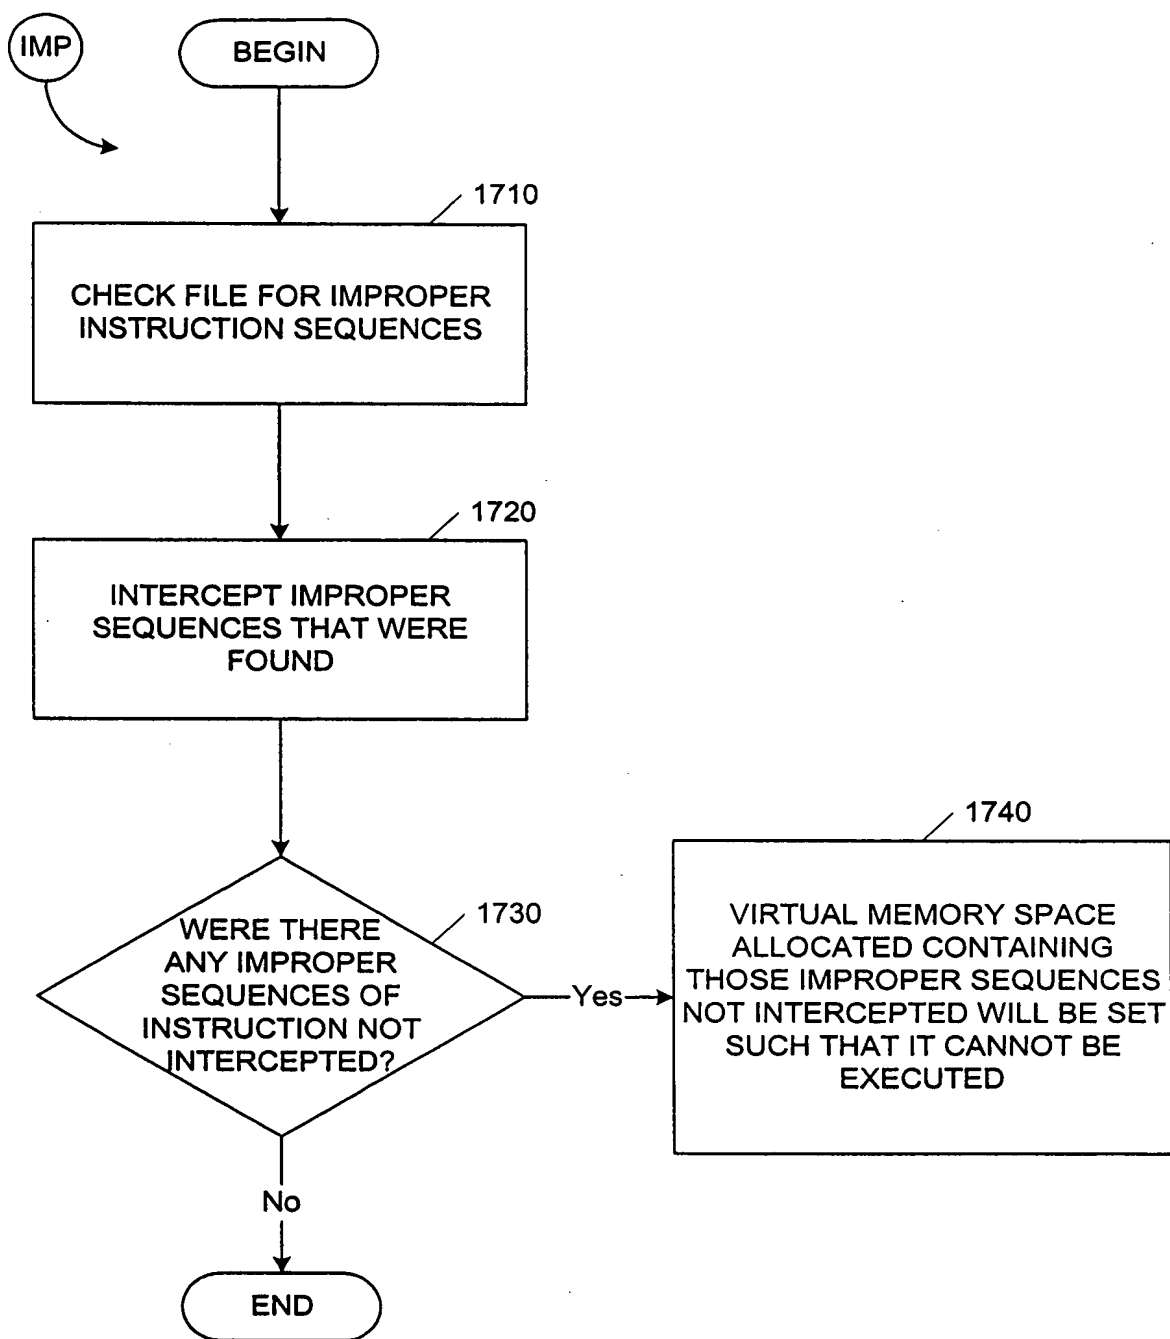 IMP
BEGIN
1710
CHECK FILE FOR IMPROPER
INSTRUCTION SEQUENCES
1720
INTERCEPT IMPROPER
SEQUENCES THAT WERE
FOUND
1730
WERE THERE
ANY IMPROPER
SEQUENCES OF
INSTRUCTION NOT
INTERCEPTED?
Yes
1740
VIRTUAL MEMORY SPACE
ALLOCATED CONTAINING
THOSE IMPROPER SEQUENCES
NOT INTERCEPTED WILL BE SET
SUCH THAT IT CANNOT BE
EXECUTED
No
END